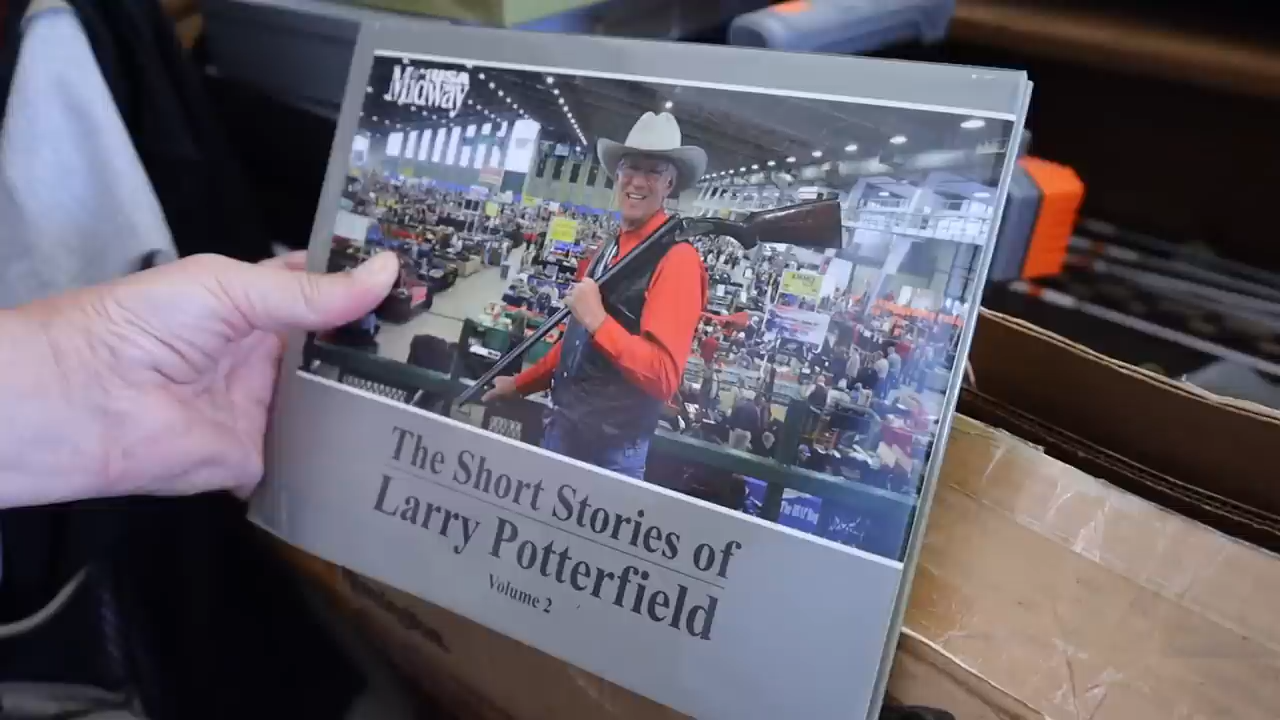 MidwayUSA
The Short Stories of
Larry Potterfield
Volume 2